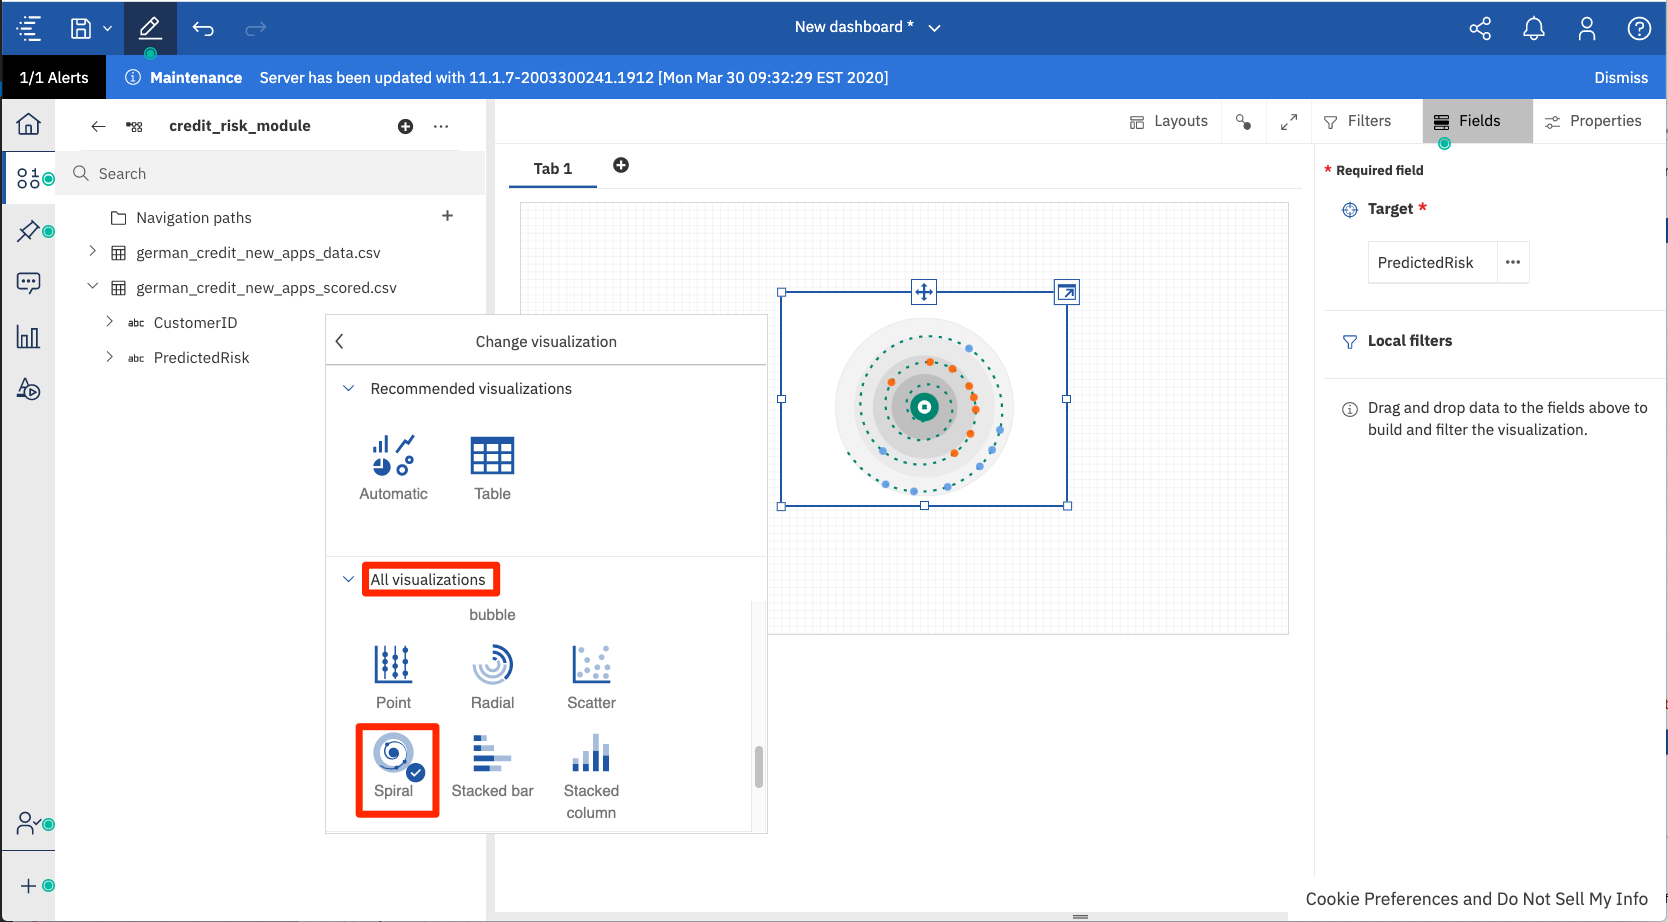 New dashboard *
1/1 Alerts
Maintenance Server has been updated with 11.1.7-2003300241.1912 [Mon Mar 30 09:32:29 EST 2020]
Dismiss
credit_risk_module
Search
Navigation paths
german_credit_new_apps_data.csv
german_credit_new_apps_scored.csv
abc CustomerID
abc PredictedRisk
Layouts
Filters
Fields
Properties
Tab 1
Change visualization
Recommended visualizations
Automatic
Table
All visualizations
bubble
Point
Radial
Scatter
Spiral
Stacked bar
Stacked
column
* Required field
Target *
PredictedRisk
Local filters
Drag and drop data to the fields above to
build and filter the visualization.
Cookie Preferences and Do Not Sell My Info